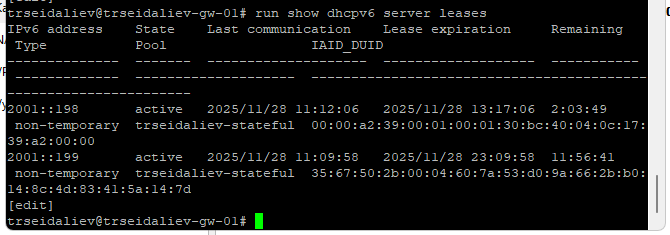 [edit]
trseidaliev@trseidaliev-gw-01# run show dhcpv6 server leases
IPv6 address    State     Last communication    Lease expiration     Remaining
 Type           Pool                  IAID_DUID
--------------  --------  --------------------  -------------------  -----------
 -------------  --------------------  ------------------------------------------
-----------------------
2001::198       active    2025/11/28 11:12:06   2025/11/28 13:17:06  2:03:49
 non-temporary  trseidaliev-stateful  00:00:a2:39:00:01:00:01:30:bc:40:04:0c:17:
39:a2:00:00
2001::199       active    2025/11/28 11:09:58   2025/11/28 23:09:58  11:56:41
 non-temporary  trseidaliev-stateful  35:67:50:2b:00:04:60:7a:53:d0:9a:66:2b:b0:
14:8c:4d:83:41:5a:14:7d
[edit]
trseidaliev@trseidaliev-gw-01#